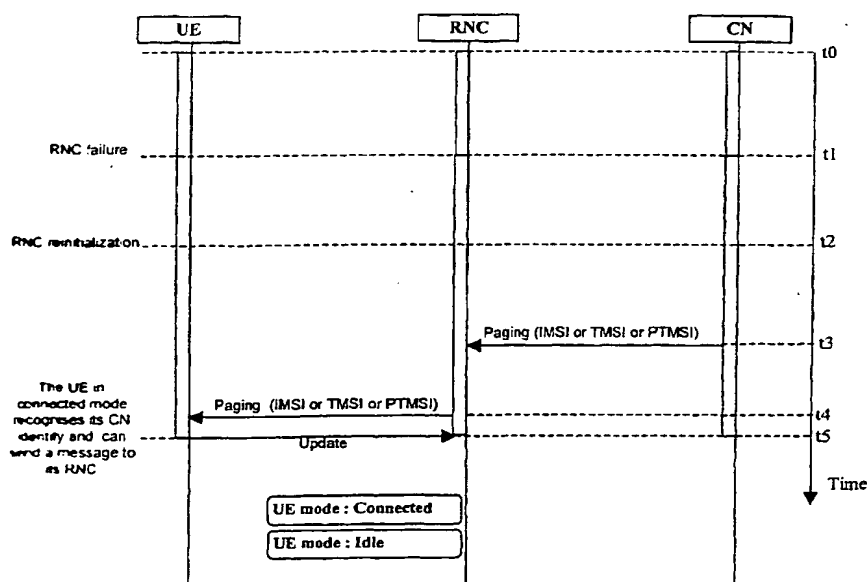 UE
RNC
CN
t0
RNC failure
t1
RNC reinitialization
t2
Paging (IMSI or TMSI or PTMSI)
t3
The UE in
connected mode
recognises its CN
identify and can
send a message to
its RNC
Paging (IMSI or TMSI or PTMSI)
t4
Update
t5
Time
UE mode : Connected
UE mode : Idle